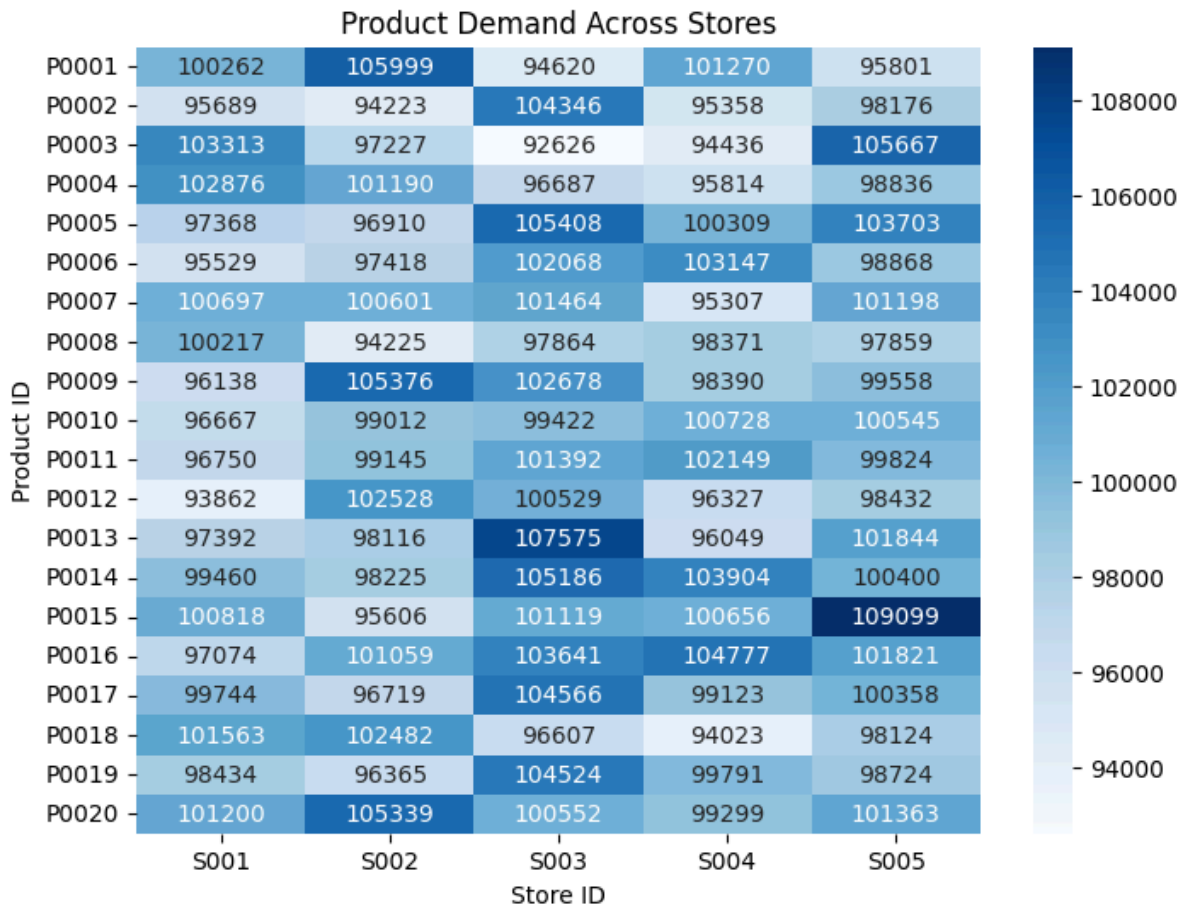 Product Demand Across Stores
P0001 100262 105999 94620 101270 95801
P0002 95689 94223 104346 95358 98176
P0003 103313 97227 92626 94436 105667
P0004 102876 101190 96687 95814 98836
P0005 97368 96910 105408 100309 103703
P0006 95529 97418 102068 103147 98868
P0007 100697 100601 101464 95307 101198
P0008 100217 94225 97864 98371 97859
P0009 96138 105376 102678 98390 99558
P0010 96667 99012 99422 100728 100545
P0011 96750 99145 101392 102149 99824
P0012 93862 102528 100529 96327 98432
P0013 97392 98116 107575 96049 101844
P0014 99460 98225 105186 103904 100400
P0015 100818 95606 101119 100656 109099
P0016 97074 101059 103641 104777 101821
P0017 99744 96719 104566 99123 100358
P0018 101563 102482 96607 94023 98124
P0019 98434 96365 104524 99791 98724
P0020 101200 105339 100552 99299 101363
S001 S002 S003 S004 S005
Store ID
Product ID
108000
106000
104000
102000
100000
98000
96000
94000